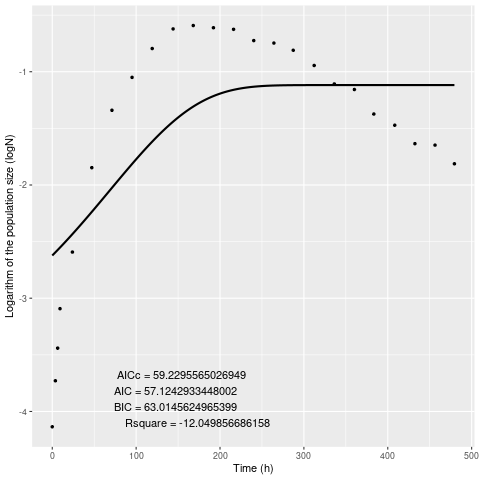 Logarithm of the population size (logN)
-1
-2
-3
-4
AICc = 59.2295565026949
AIC = 57.1242933448002
BIC = 63.0145624965399
Rsquare = -12.049856686158
0 100 200 300 400 500
Time (h)